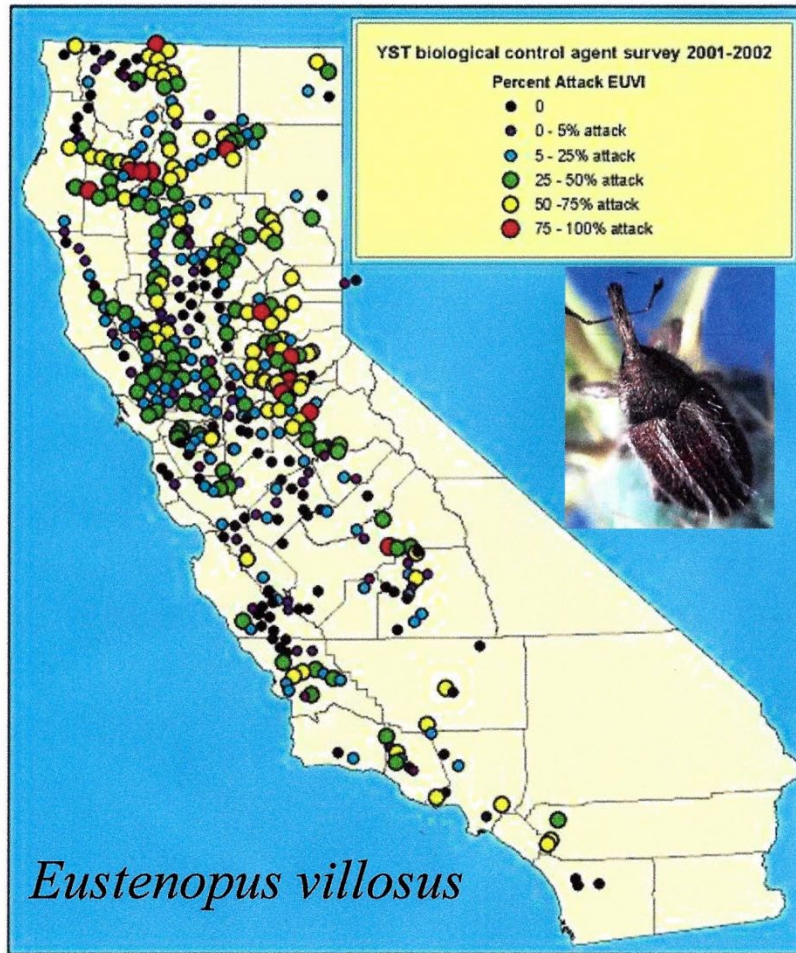 YST biological control agent survey 2001-2002
Percent Attack EUVI
0
0 - 5% attack
5 - 25% attack
25 - 50% attack
50 -75% attack
75 - 100% attack
Eustenopus villosus